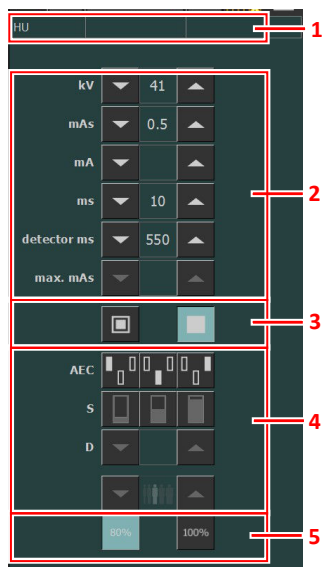 HU
1
kV 41
mAs 0.5
mA
2
ms 10
detector ms 550
max. mAs
3
AEC
S
4
D
80% 100%
5